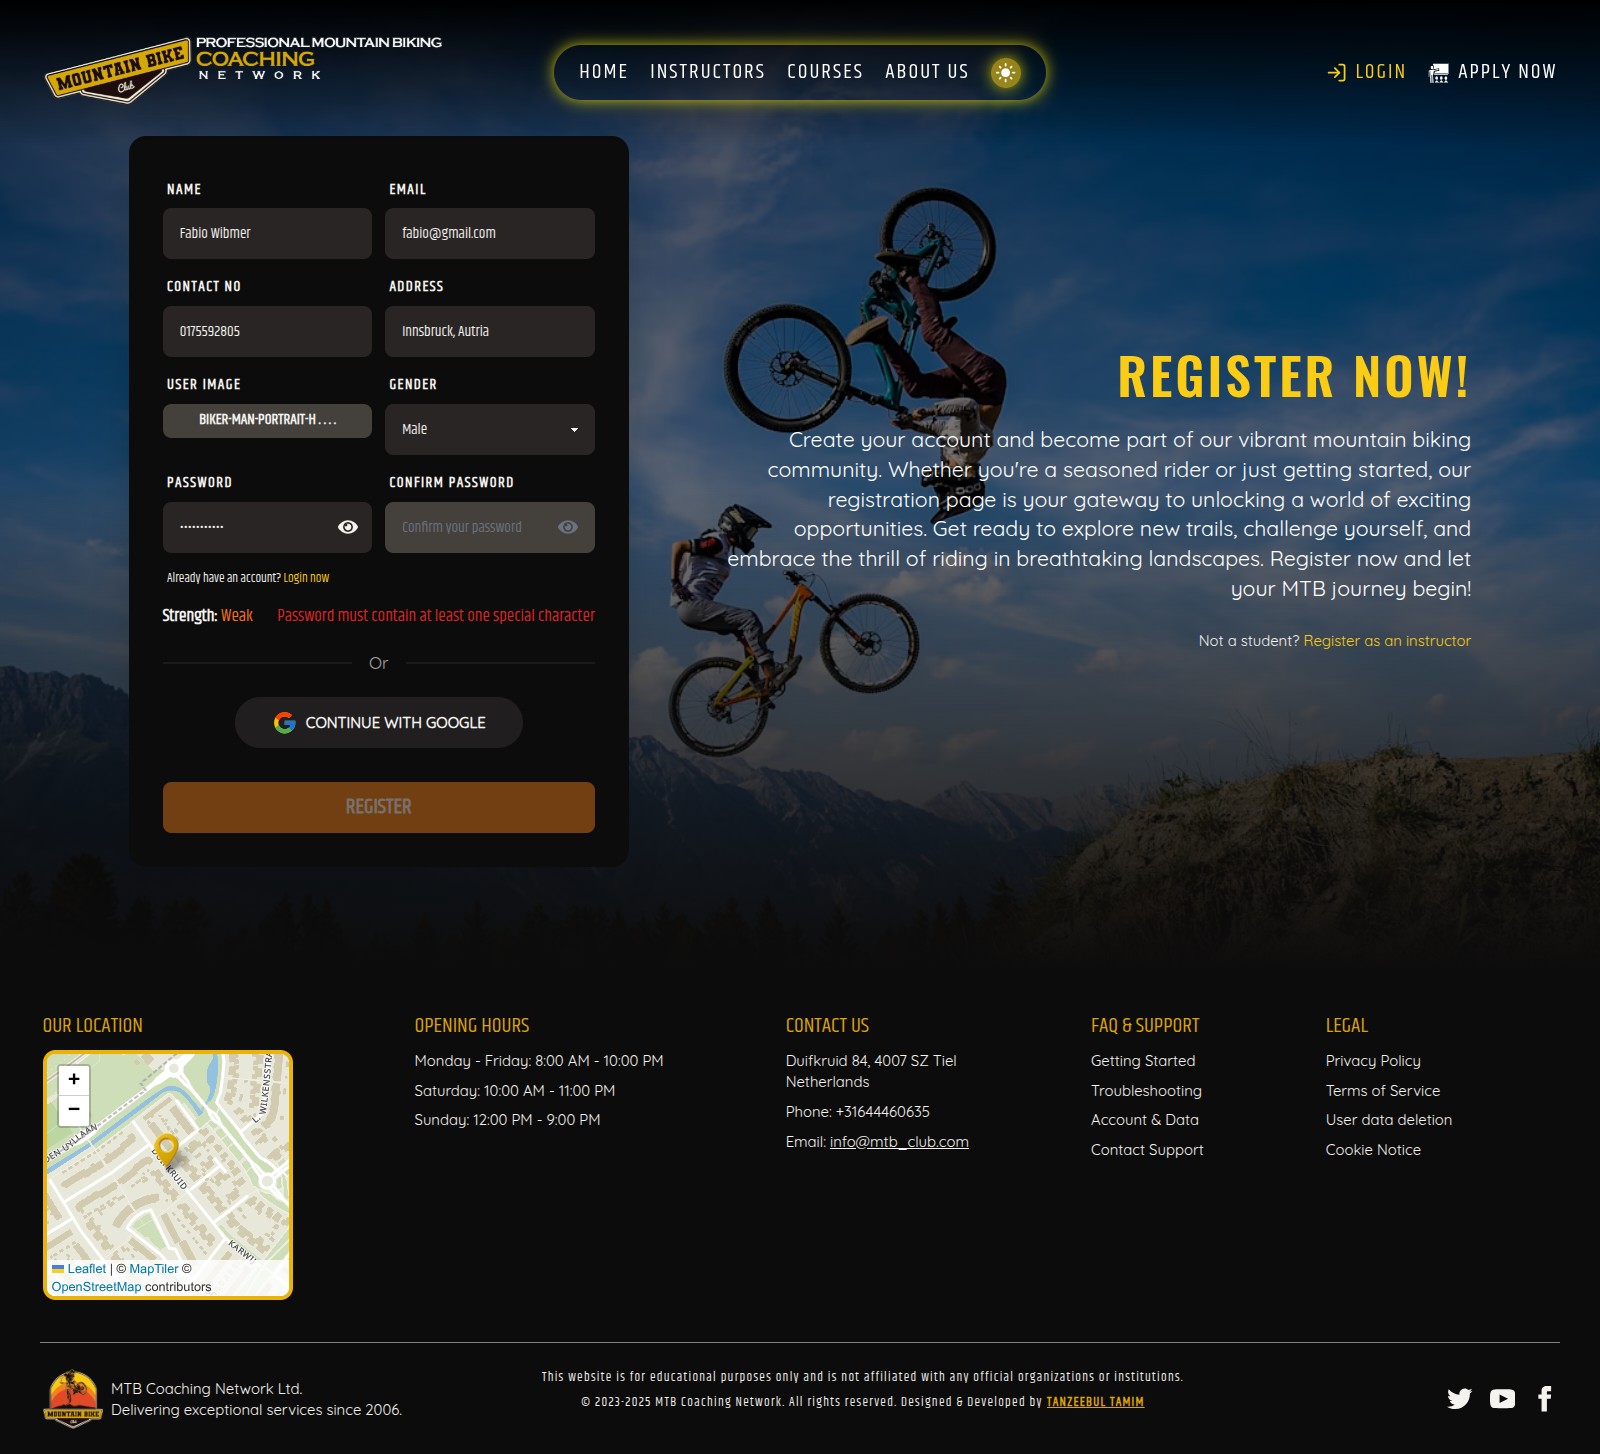 MOUNTAIN BIKE
Club
PROFESSIONAL MOUNTAIN BIKING
COACHING
NETWORK
HOME
INSTRUCTORS
COURSES
ABOUT US
LOGIN
APPLY NOW
NAME
EMAIL
Fabio Wibmer
fabio@gmail.com
CONTACT NO
ADDRESS
0175592805
Innsbruck, Autria
USER IMAGE
GENDER
BIKER-MAN-PORTRAIT-H . . . .
Male
PASSWORD
CONFIRM PASSWORD
Confirm your password
Already have an account? Login now
Strength: Weak
Password must contain at least one special character
Or
CONTINUE WITH GOOGLE
REGISTER
REGISTER NOW!
Create your account and become part of our vibrant mountain biking
community. Whether you're a seasoned rider or just getting started, our
registration page is your gateway to unlocking a world of exciting
opportunities. Get ready to explore new trails, challenge yourself, and
embrace the thrill of riding in breathtaking landscapes. Register now and let
your MTB journey begin!
Not a student? Register as an instructor
OUR LOCATION
+
−
DEN-UYLLAAN
WILKENSSTRA
KARWI
Leaflet | © MapTiler ©
OpenStreetMap contributors
OPENING HOURS
Monday - Friday: 8:00 AM - 10:00 PM
Saturday: 10:00 AM - 11:00 PM
Sunday: 12:00 PM - 9:00 PM
CONTACT US
Duifkruid 84, 4007 SZ Tiel
Netherlands
Phone: +31644460635
Email: info@mtb_club.com
FAQ & SUPPORT
Getting Started
Troubleshooting
Account & Data
Contact Support
LEGAL
Privacy Policy
Terms of Service
User data deletion
Cookie Notice
MOUNTAIN BIKE
MTB Coaching Network Ltd.
Delivering exceptional services since 2006.
This website is for educational purposes only and is not affiliated with any official organizations or institutions.
© 2023-2025 MTB Coaching Network. All rights reserved. Designed & Developed by TANZEEBUL TAMIM